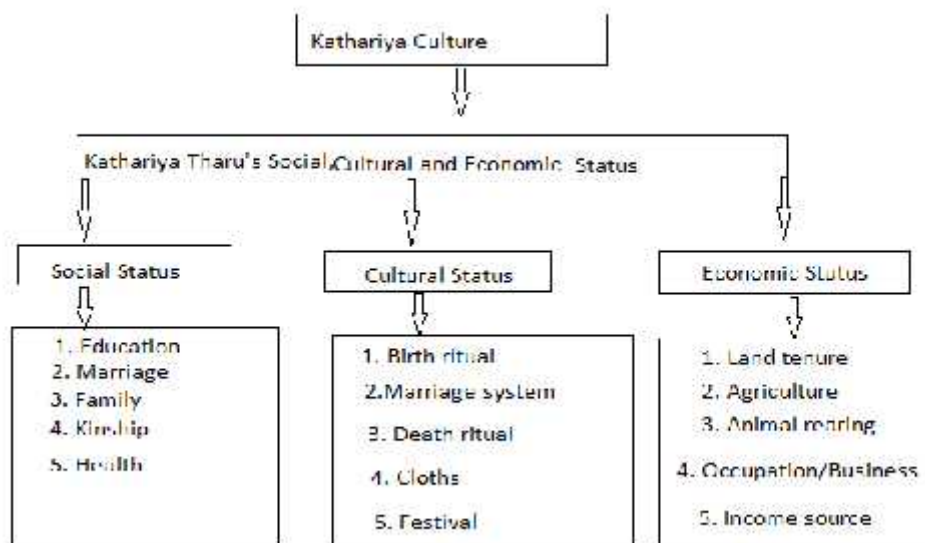 Kathariya Culture
Kathariya Tharu's Social,Cultural and Economic Status
Social Status
1. Education
2. Marriage
3. Family
4. Kinship
5. Health
Cultural Status
1. Birth ritual
2.Marriage system
3. Death ritual
4. Cloths
5. Festival
Economic Status
1. Land tenure
2. Agriculture
3. Animal rearing
4. Occupation/Business
5. Income source